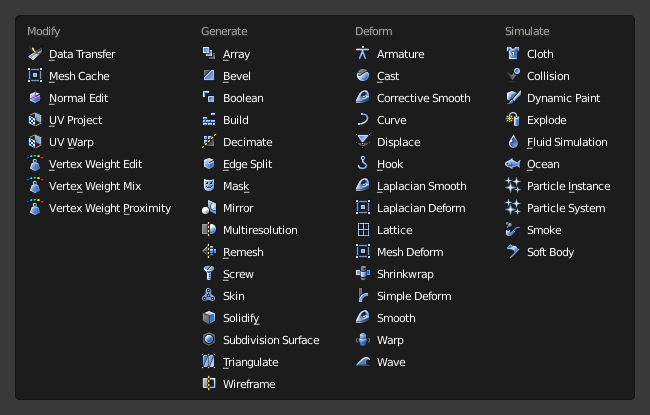 Modify
Data Transfer
Mesh Cache
Normal Edit
UV Project
UV Warp
Vertex Weight Edit
Vertex Weight Mix
Vertex Weight Proximity
Generate
Array
Bevel
Boolean
Build
Decimate
Edge Split
Mask
Mirror
Multiresolution
Remesh
Screw
Skin
Solidify
Subdivision Surface
Triangulate
Wireframe
Deform
Armature
Cast
Corrective Smooth
Curve
Displace
Hook
Laplacian Smooth
Laplacian Deform
Lattice
Mesh Deform
Shrinkwrap
Simple Deform
Smooth
Warp
Wave
Simulate
Cloth
Collision
Dynamic Paint
Explode
Fluid Simulation
Ocean
Particle Instance
Particle System
Smoke
Soft Body